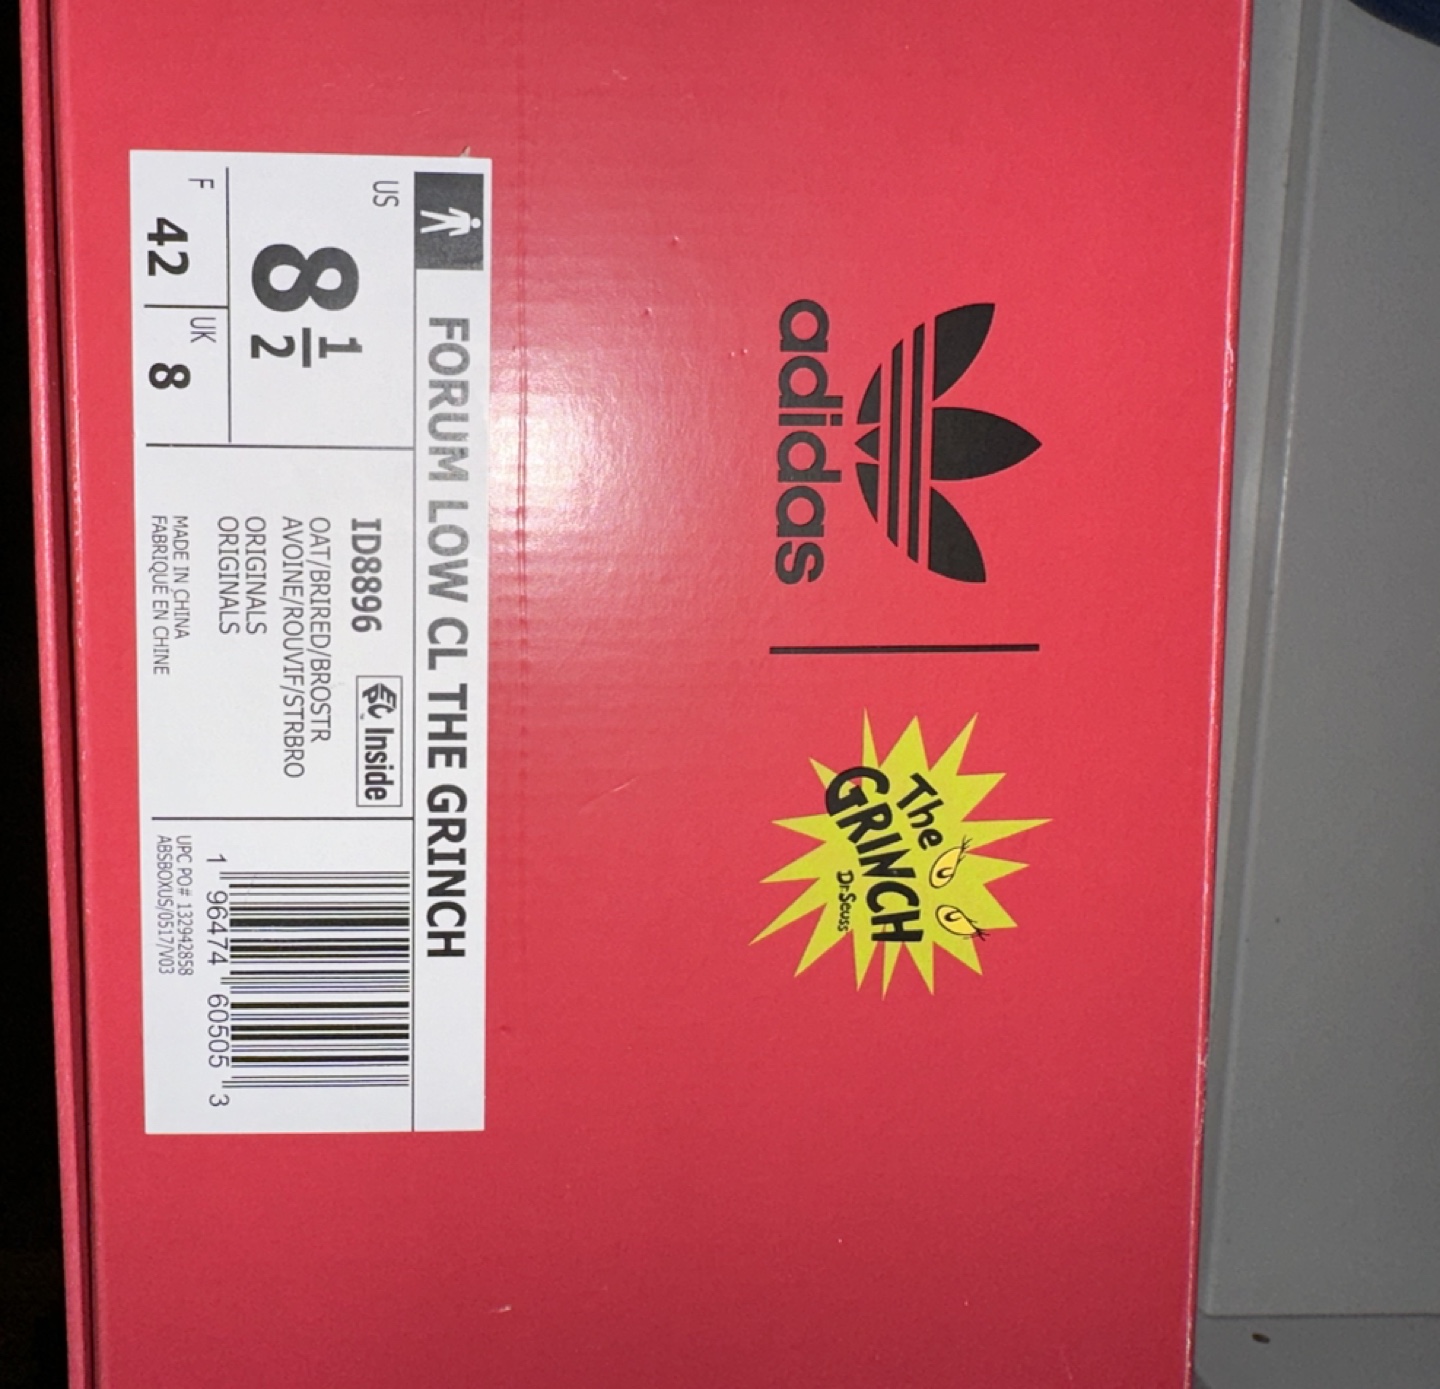 adidas
The
GRINCH
Dr. Seuss
FORUM LOW CL THE GRINCH
US
8 1/2
F
42
UK
8
ID8896
EPC Inside
OAT/BRIRED/BROSTR
AVOINE/ROUVIF/STRBRO
ORIGINALS
ORIGINALS
MADE IN CHINA
FABRIQUÉ EN CHINE
1 96474 60505 3
UPC PO# 132942858
ABSBOXUS/0517/V03